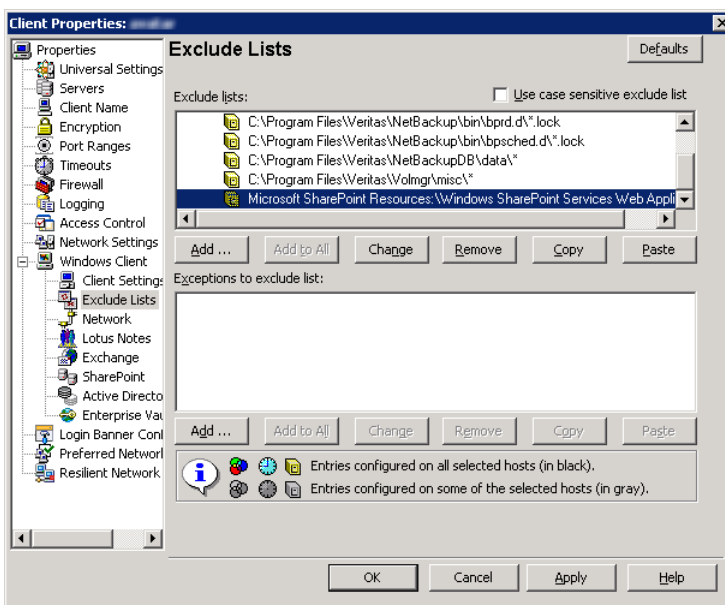 Client Properties:
Properties
Universal Settings
Servers
Client Name
Encryption
Port Ranges
Timeouts
Firewall
Logging
Access Control
Network Settings
Windows Client
Client Settings
Exclude Lists
Network
Lotus Notes
Exchange
SharePoint
Active Directo
Enterprise Vau
Login Banner Conf
Preferred Network
Resilient Network
Exclude Lists
Defaults
Exclude lists:
Use case sensitive exclude list
C:\Program Files\Veritas\NetBackup\bin\bprd.d\*.lock
C:\Program Files\Veritas\NetBackup\bin\bpsched.d\*.lock
C:\Program Files\Veritas\NetBackupDB\data\*
C:\Program Files\Veritas\Volmgr\misc\*
Microsoft SharePoint Resources:\Windows SharePoint Services Web Appli
Add ... Add to All Change Remove Copy Paste
Exceptions to exclude list:
Add ... Add to All Change Remove Copy Paste
Entries configured on all selected hosts (in black).
Entries configured on some of the selected hosts (in gray).
OK Cancel Apply Help